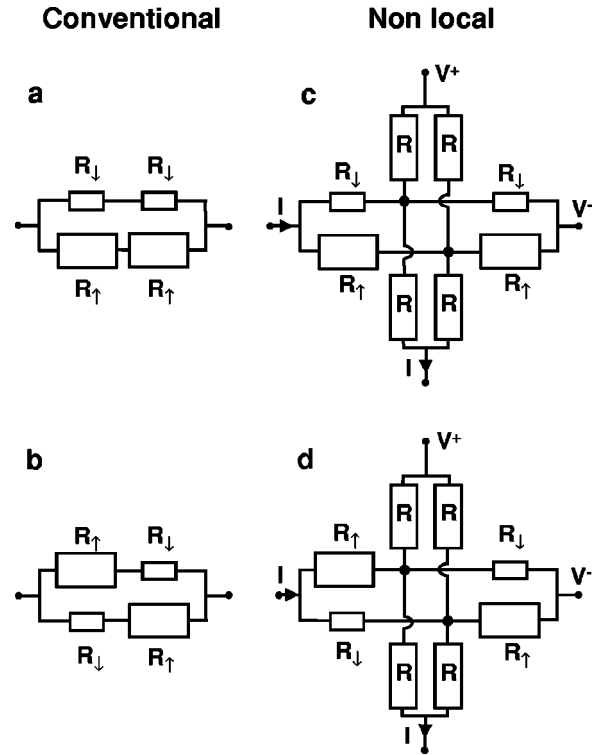 Conventional
Non local
a
R↓ R↓
R↑ R↑
c
V+
R R
R↓ R↓
I
V-
R↑ R↑
R R
I
b
R↑ R↓
R↓ R↑
d
V+
R R
R↑ R↓
I
V-
R↓ R↑
R R
I